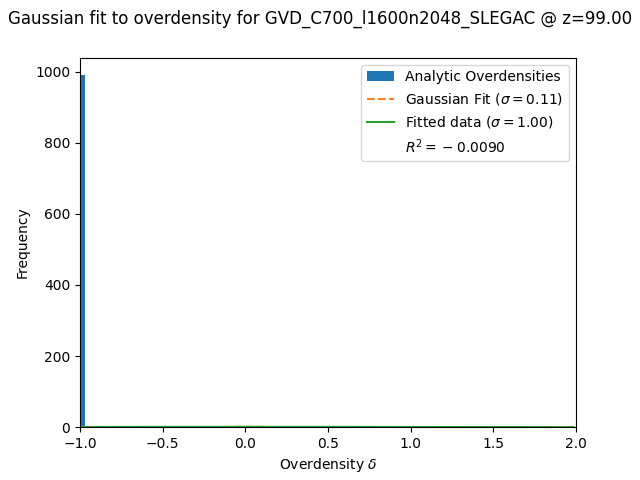 Gaussian fit to overdensity for GVD_C700_l1600n2048_SLEGAC @ z=99.00
1000
800
600
400
200
0
Frequency
Analytic Overdensities
Gaussian Fit (σ = 0.11)
Fitted data (σ = 1.00)
R² = − 0.0090
−1.0 −0.5 0.0 0.5 1.0 1.5 2.0
Overdensity δ